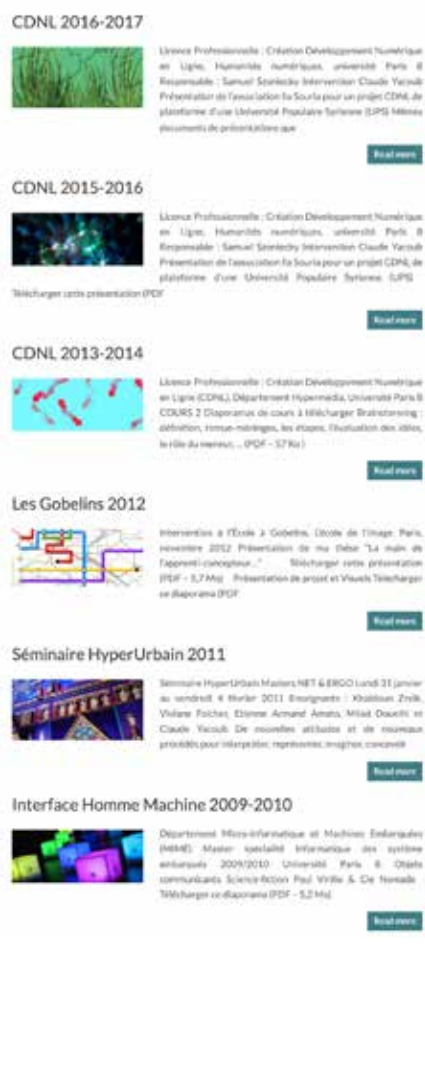 CDNL 2016-2017
Licence Professionnelle : Création Développement Numérique
en Ligne, Humanités numériques, université Paris 8
Responsable : Samuel Szoniecky Intervention Claude Yacoub
Présentation de l'association Ila Souria pour un projet CDNL de
plateforme d'une Université Populaire Syrienne (UPS) Mêmes
documents de présentations que
Read more
CDNL 2015-2016
Licence Professionnelle : Création Développement Numérique
en Ligne, Humanités numériques, université Paris 8
Responsable : Samuel Szoniecky Intervention Claude Yacoub
Présentation de l'association Ila Souria pour un projet CDNL de
plateforme d'une Université Populaire Syrienne (UPS)
Télécharger cette présentation (PDF
Read more
CDNL 2013-2014
Licence Professionnelle : Création Développement Numérique
en Ligne (CDNL), Département Hypermédia, Université Paris 8
COURS 2 Diaporamas de cours à télécharger Brainstorming :
définition, remue-méninges, les étapes, l'évaluation des idées,
le rôle du meneur, ... (PDF – 57 Ko)
Read more
Les Gobelins 2012
Intervention à l'École à Gobelins, L'école de l'image, Paris,
novembre 2012 Présentation de ma thèse "La main de
l'apprenti-concepteur..." Télécharger cette présentation
(PDF – 5,7 Mo) Présentation de projet et Visuels Télécharger
ce diaporama (PDF
Read more
Séminaire HyperUrbain 2011
Séminaire HyperUrbain Masters NET & ERGO Lundi 31 janvier
au vendredi 4 février 2011 Enseignants : Khaldoun Zreik,
Viviane Folcher, Etienne Armand Amato, Milad Doueihi et
Claude Yacoub De nouvelles attitudes et de nouveaux
procédés pour interpréter, représenter, imaginer, concevoir
Read more
Interface Homme Machine 2009-2010
Département Micro-informatique et Machines Embarquées
(MIME) Master spécialité Informatique des système
embarqués 2009/2010 Université Paris 8 Objets
communicants Science-fiction Paul Virilio & Cie Nomade
Télécharger ce diaporama (PDF – 5,2 Mo)
Read more